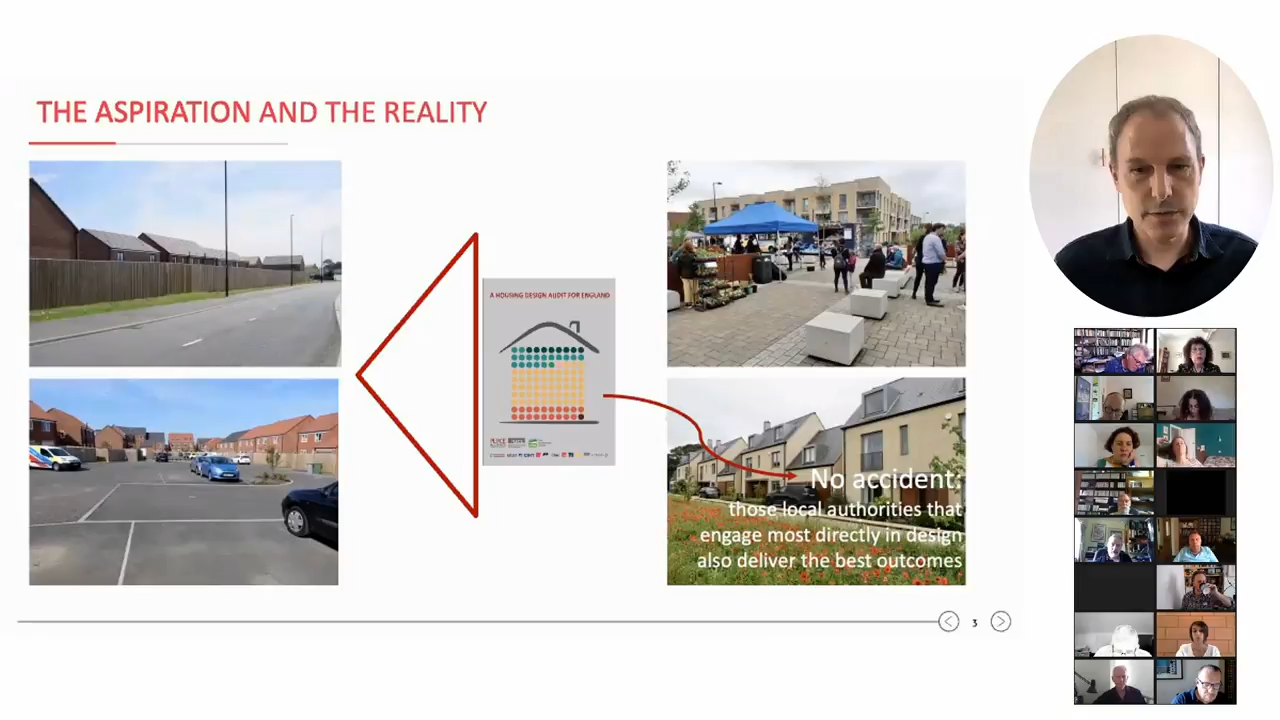 THE ASPIRATION AND THE REALITY
A HOUSING DESIGN AUDIT FOR ENGLAND
No accident:
those local authorities that
engage most directly in design
also deliver the best outcomes
3